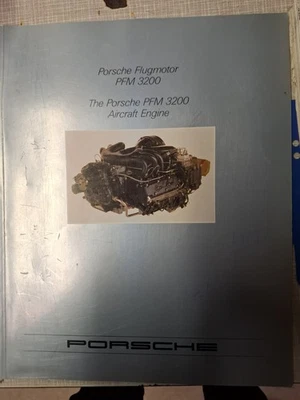 Porsche Flugmotor
PFM 3200
The Porsche PFM 3200
Aircraft Engine
PORSCHE